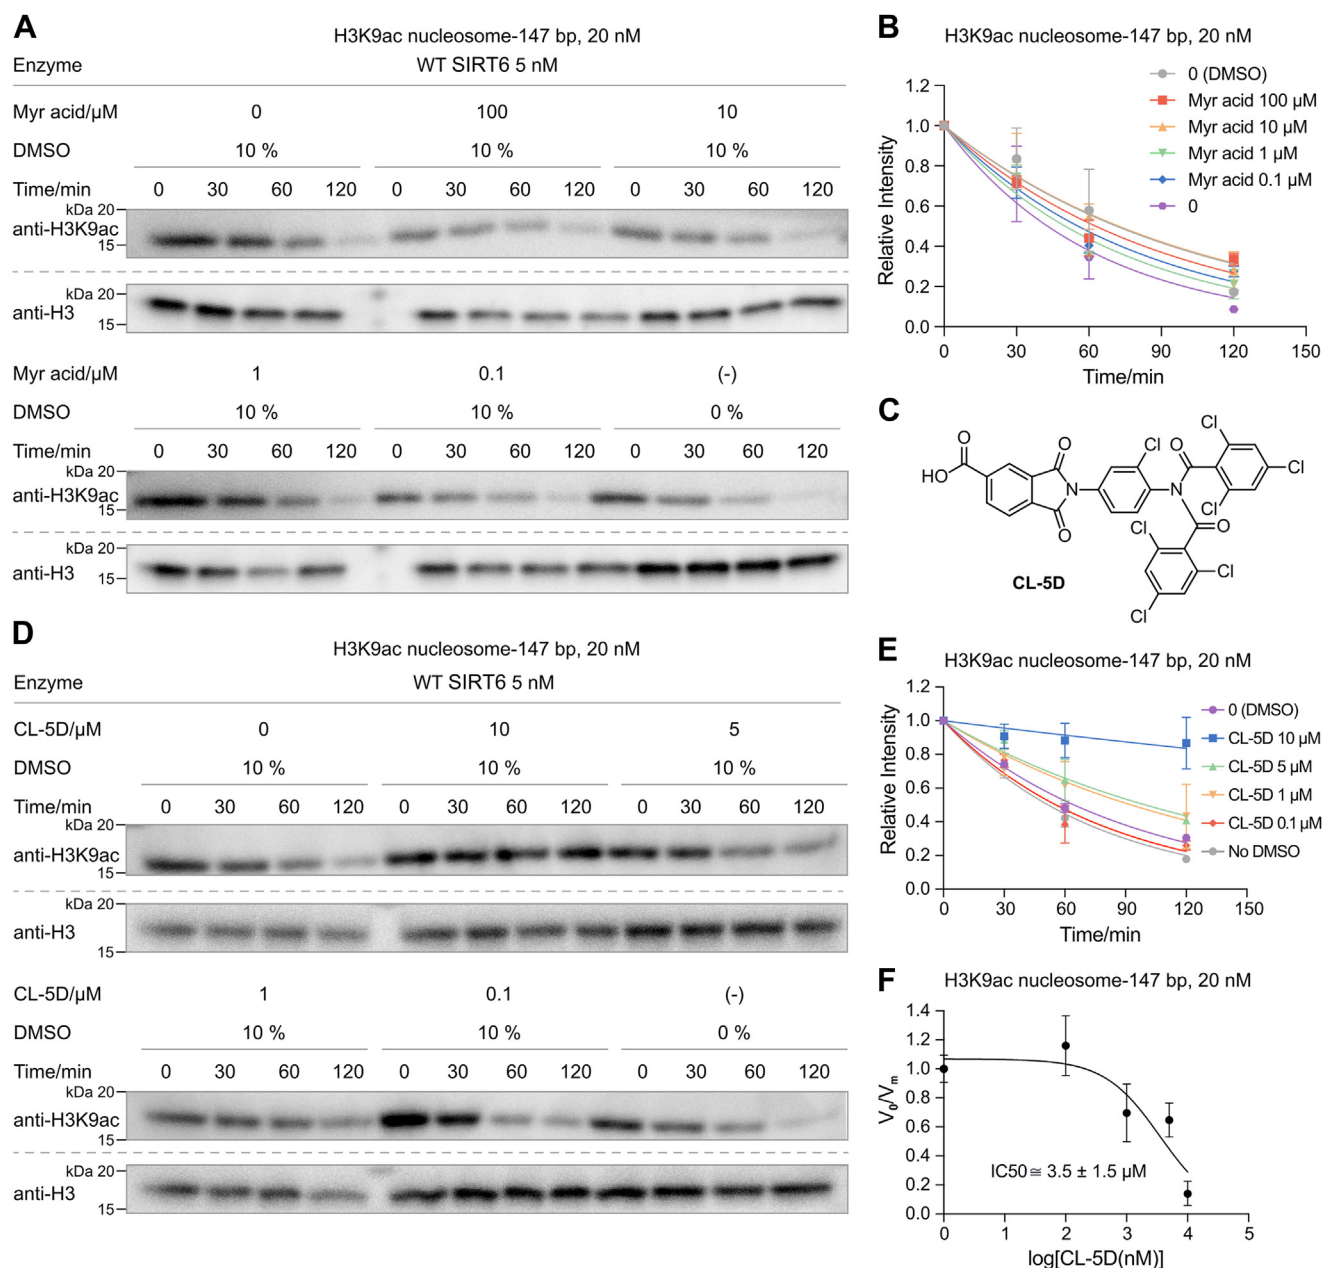 A
H3K9ac nucleosome-147 bp, 20 nM
Enzyme WT SIRT6 5 nM
Myr acid/µM 0 100 10
DMSO 10 % 10 % 10 %
Time/min 0 30 60 120 0 30 60 120 0 30 60 120
kDa 20
anti-H3K9ac
15
kDa 20
anti-H3
15
Myr acid/µM 1 0.1 (-)
DMSO 10 % 10 % 0 %
Time/min 0 30 60 120 0 30 60 120 0 30 60 120
kDa 20
anti-H3K9ac
15
kDa 20
anti-H3
15
B
H3K9ac nucleosome-147 bp, 20 nM
0 (DMSO)
Myr acid 100 µM
Myr acid 10 µM
Myr acid 1 µM
Myr acid 0.1 µM
0
Relative Intensity
1.2
1.0
0.8
0.6
0.4
0.2
0.0
0 30 60 90 120 150
Time/min
C
O
HO
O
O
N
Cl
N
O
Cl
Cl
Cl
O
Cl
Cl
Cl
CL-5D
D
H3K9ac nucleosome-147 bp, 20 nM
Enzyme WT SIRT6 5 nM
CL-5D/µM 0 10 5
DMSO 10 % 10 % 10 %
Time/min 0 30 60 120 0 30 60 120 0 30 60 120
kDa 20
anti-H3K9ac
15
kDa 20
anti-H3
15
CL-5D/µM 1 0.1 (-)
DMSO 10 % 10 % 0 %
Time/min 0 30 60 120 0 30 60 120 0 30 60 120
kDa 20
anti-H3K9ac
15
kDa 20
anti-H3
15
E
H3K9ac nucleosome-147 bp, 20 nM
0 (DMSO)
CL-5D 10 µM
CL-5D 5 µM
CL-5D 1 µM
CL-5D 0.1 µM
No DMSO
Relative Intensity
1.2
1.0
0.8
0.6
0.4
0.2
0.0
0 30 60 90 120 150
Time/min
F
H3K9ac nucleosome-147 bp, 20 nM
V0/Vm
1.4
1.2
1.0
0.8
0.6
0.4
0.2
0.0
IC50≅ 3.5 ± 1.5 µM
0 1 2 3 4 5
log[CL-5D(nM)]